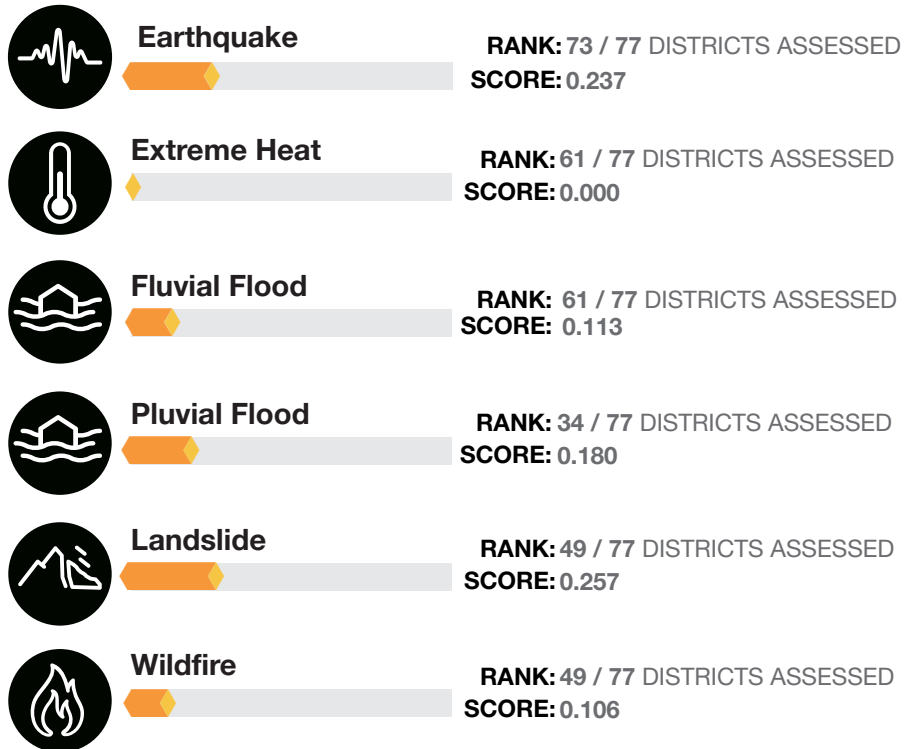 Earthquake
RANK: 73 / 77 DISTRICTS ASSESSED
SCORE: 0.237
Extreme Heat
RANK: 61 / 77 DISTRICTS ASSESSED
SCORE: 0.000
Fluvial Flood
RANK: 61 / 77 DISTRICTS ASSESSED
SCORE: 0.113
Pluvial Flood
RANK: 34 / 77 DISTRICTS ASSESSED
SCORE: 0.180
Landslide
RANK: 49 / 77 DISTRICTS ASSESSED
SCORE: 0.257
Wildfire
RANK: 49 / 77 DISTRICTS ASSESSED
SCORE: 0.106